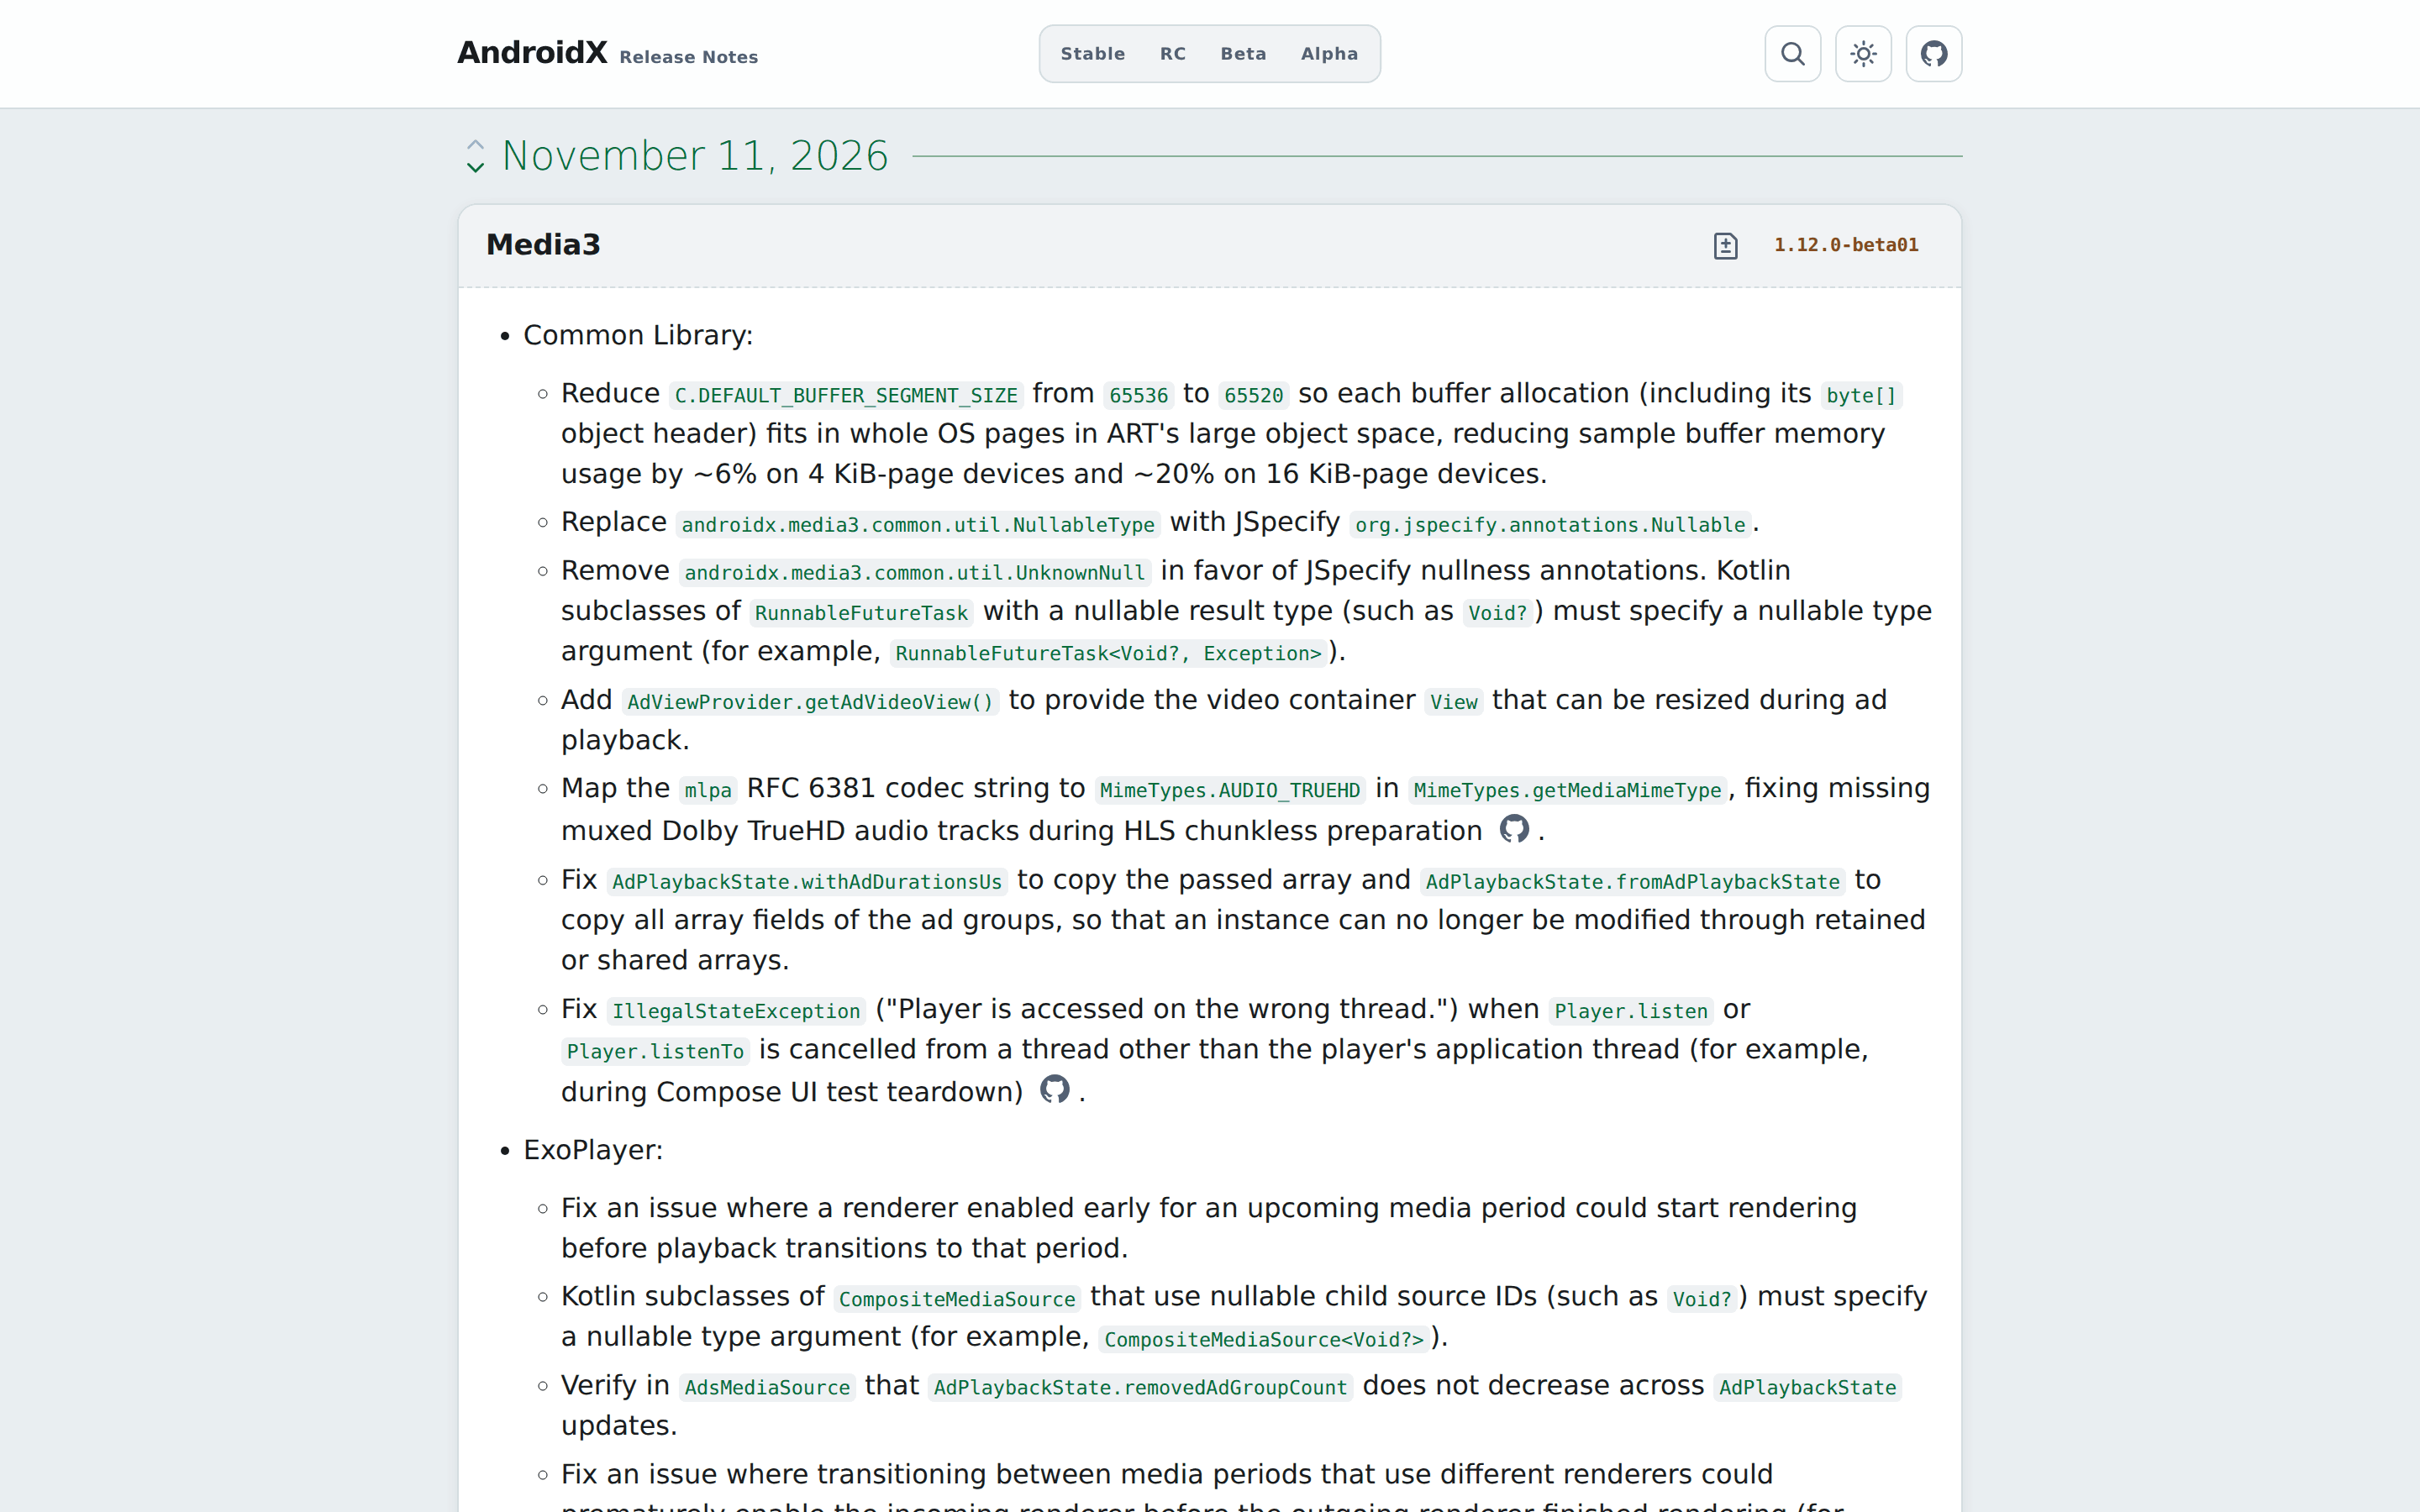 AndroidX Release Notes
Stable RC Beta Alpha
November 11, 2026
Media3
1.12.0-beta01
• Common Library:
◦ Reduce C.DEFAULT_BUFFER_SEGMENT_SIZE from 65536 to 65520 so each buffer allocation (including its byte[]
object header) fits in whole OS pages in ART's large object space, reducing sample buffer memory
usage by ~6% on 4 KiB-page devices and ~20% on 16 KiB-page devices.
◦ Replace androidx.media3.common.util.NullableType with JSpecify org.jspecify.annotations.Nullable.
◦ Remove androidx.media3.common.util.UnknownNull in favor of JSpecify nullness annotations. Kotlin
subclasses of RunnableFutureTask with a nullable result type (such as Void?) must specify a nullable type
argument (for example, RunnableFutureTask<Void?, Exception>).
◦ Add AdViewProvider.getAdVideoView() to provide the video container View that can be resized during ad
playback.
◦ Map the mlpa RFC 6381 codec string to MimeTypes.AUDIO_TRUEHD in MimeTypes.getMediaMimeType, fixing missing
muxed Dolby TrueHD audio tracks during HLS chunkless preparation .
◦ Fix AdPlaybackState.withAdDurationsUs to copy the passed array and AdPlaybackState.fromAdPlaybackState to
copy all array fields of the ad groups, so that an instance can no longer be modified through retained
or shared arrays.
◦ Fix IllegalStateException ("Player is accessed on the wrong thread.") when Player.listen or
Player.listenTo is cancelled from a thread other than the player's application thread (for example,
during Compose UI test teardown) .
• ExoPlayer:
◦ Fix an issue where a renderer enabled early for an upcoming media period could start rendering
before playback transitions to that period.
◦ Kotlin subclasses of CompositeMediaSource that use nullable child source IDs (such as Void?) must specify
a nullable type argument (for example, CompositeMediaSource<Void?>).
◦ Verify in AdsMediaSource that AdPlaybackState.removedAdGroupCount does not decrease across AdPlaybackState
updates.
◦ Fix an issue where transitioning between media periods that use different renderers could
prematurely enable the incoming renderer before the outgoing renderer finished rendering (for